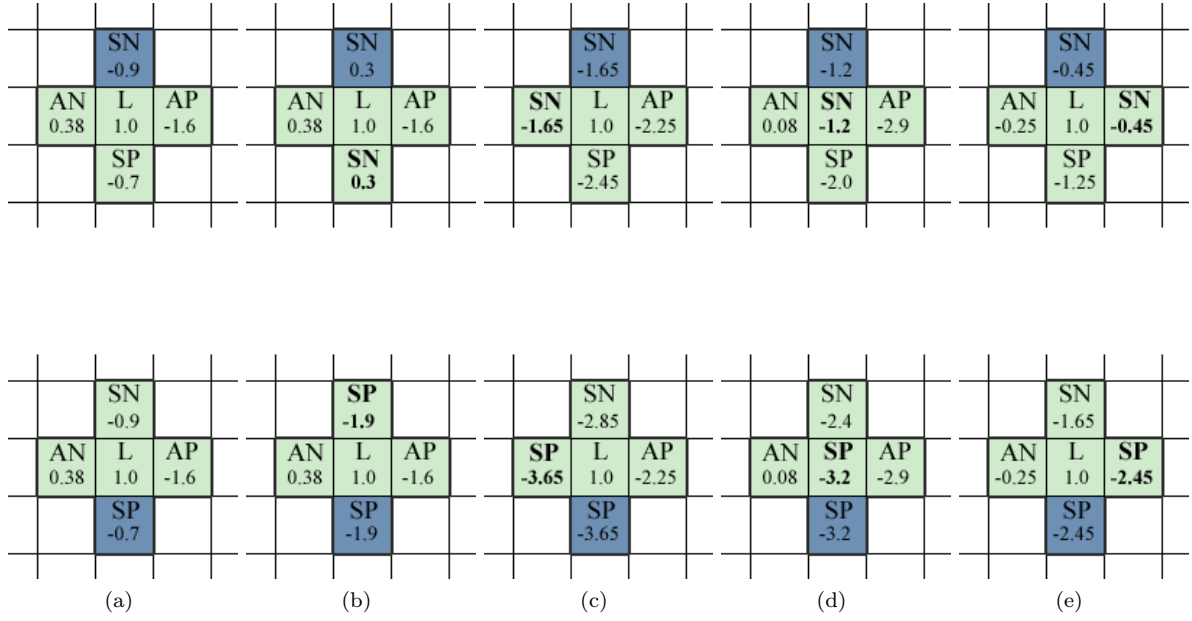 SN SN SN SN SN
-0.9 0.3 -1.65 -1.2 -0.45
AN L AP AN L AP SN L AP AN SN AP AN L SN
0.38 1.0 -1.6 0.38 1.0 -1.6 -1.65 1.0 -2.25 0.08 -1.2 -2.9 -0.25 1.0 -0.45
SP SN SP SP SP
-0.7 0.3 -2.45 -2.0 -1.25
SN SP SN SN SN
-0.9 -1.9 -2.85 -2.4 -1.65
AN L AP AN L AP SP L AP AN SP AP AN L SP
0.38 1.0 -1.6 0.38 1.0 -1.6 -3.65 1.0 -2.25 0.08 -3.2 -2.9 -0.25 1.0 -2.45
SP SP SP SP SP
-0.7 -1.9 -3.65 -3.2 -2.45
(a) (b) (c) (d) (e)